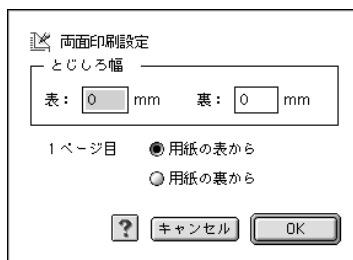 両面印刷設定
とじしろ幅
表： 0 mm 裏： 0 mm
1 ページ目 用紙の表から
用紙の裏から
? キャンセル OK